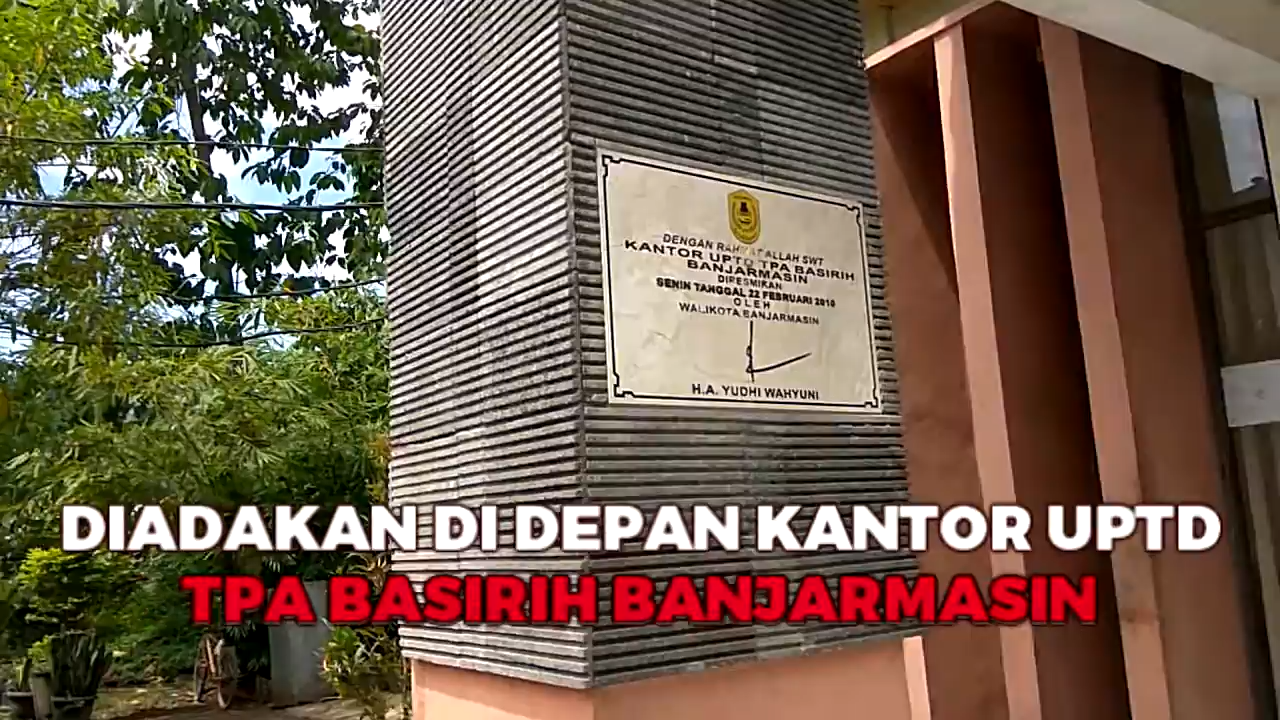 DENGAN RAHMAT ALLAH SWT
KANTOR UPTD TPA BASIRIH
BANJARMASIN
DIRESMIKAN
SENIN TANGGAL 22 FEBRUARI 2010
OLEH
WALIKOTA BANJARMASIN
H.A. YUDHI WAHYUNI
DIADAKAN DI DEPAN KANTOR UPTD
TPA BASIRIH BANJARMASIN